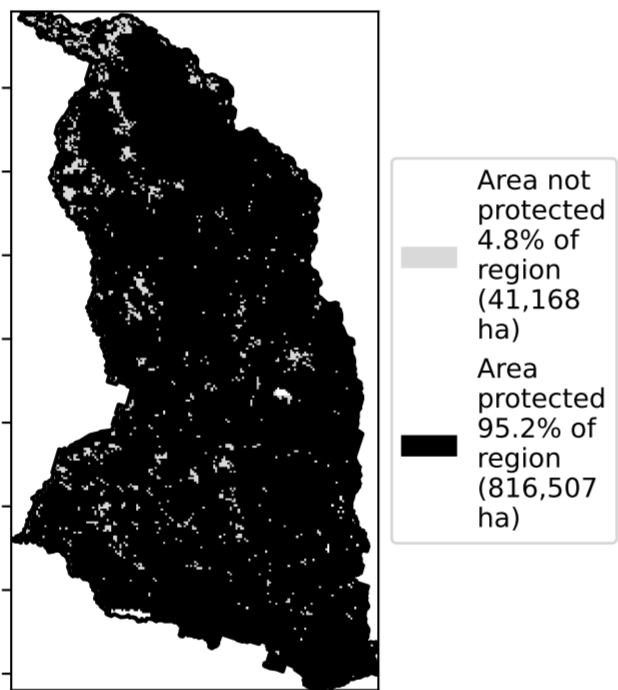 Area not
protected
4.8% of
region
(41,168
ha)
Area
protected
95.2% of
region
(816,507
ha)